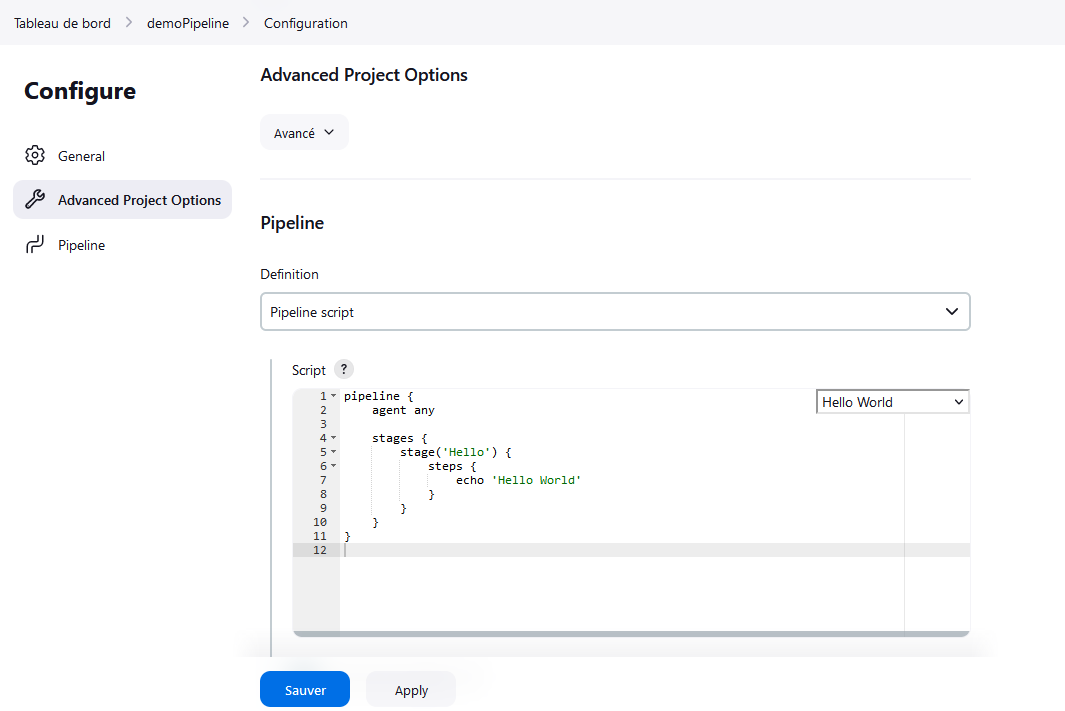 Tableau de bord > demoPipeline > Configuration
Configure
General
Advanced Project Options
Pipeline
Advanced Project Options
Avancé
Pipeline
Definition
Pipeline script
Script ?
Hello World
1 pipeline {
2     agent any
3
4     stages {
5         stage('Hello') {
6             steps {
7                 echo 'Hello World'
8             }
9         }
10     }
11 }
12
Sauver
Apply